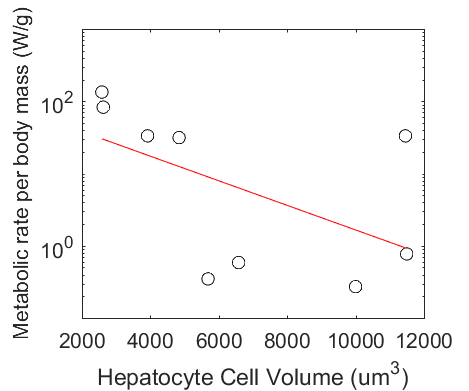 Metabolic rate per body mass (W/g)
10²
10⁰
2000 4000 6000 8000 10000 12000
Hepatocyte Cell Volume (um³)